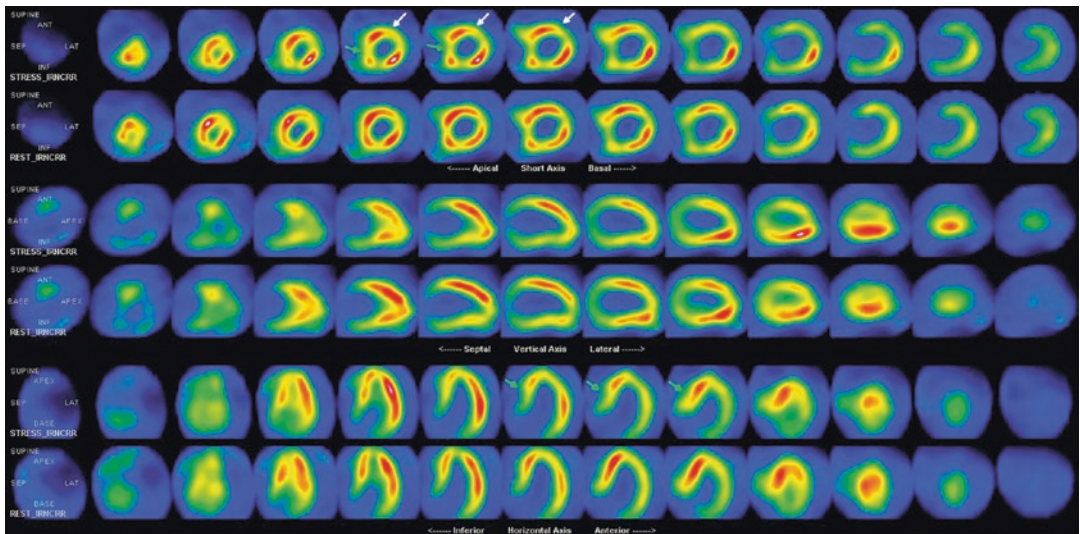 SUPINE
ANT
SEP LAT
INF
STRESS_IRNCRR
SUPINE
ANT
SEP LAT
INF
REST_IRNCRR
<------ Apical Short Axis Basal ------>
SUPINE
ANT
BASE APEX
INF
STRESS_IRNCRR
SUPINE
ANT
BASE APEX
INF
REST_IRNCRR
<------ Septal Vertical Axis Lateral ------>
SUPINE
APEX
SEP LAT
BASE
STRESS_IRNCRR
SUPINE
APEX
SEP LAT
BASE
REST_IRNCRR
<------ Inferior Horizontal Axis Anterior ------>